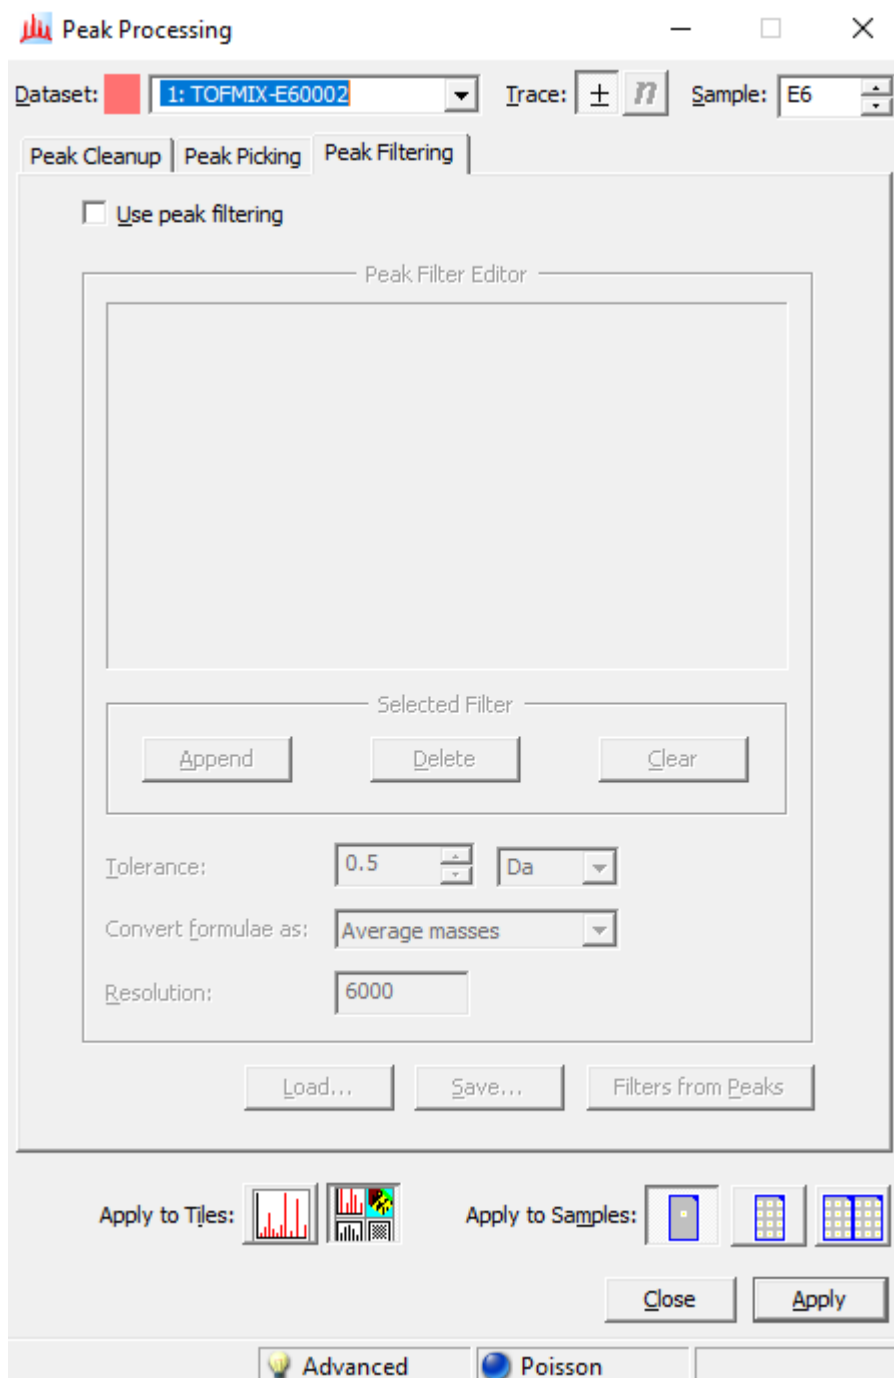 Peak Processing
Dataset: 1: TOFMIX-E60002 Trace: ± n Sample: E6
Peak Cleanup Peak Picking Peak Filtering
Use peak filtering
Peak Filter Editor
Selected Filter
Append Delete Clear
Tolerance: 0.5 Da
Convert formulae as: Average masses
Resolution: 6000
Load... Save... Filters from Peaks
Apply to Tiles: Apply to Samples:
Close Apply
Advanced Poisson